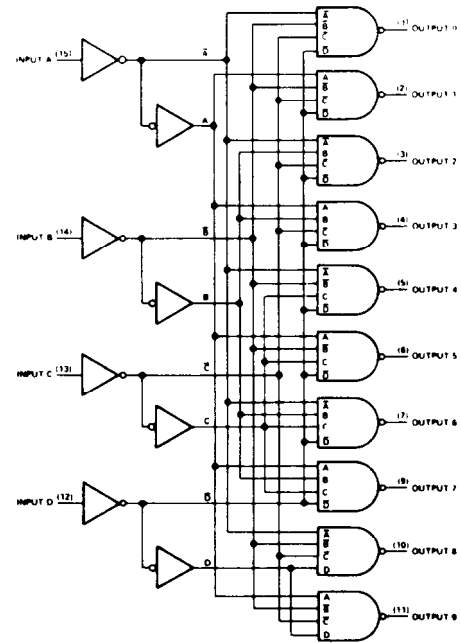 INPUT A (15)
INPUT B (14)
INPUT C (13)
INPUT D (12)
A̅
A
B̅
B
C̅
C
D̅
D
A̅
B̅
C̅
D̅
(1) OUTPUT 0
A
B̅
C̅
D̅
(2) OUTPUT 1
A̅
B
C̅
D̅
(3) OUTPUT 2
A
B
C̅
D̅
(4) OUTPUT 3
A̅
B̅
C
D̅
(5) OUTPUT 4
A
B̅
C
D̅
(6) OUTPUT 5
A̅
B
C
D̅
(7) OUTPUT 6
A
B
C
D̅
(9) OUTPUT 7
A̅
B̅
C̅
D
(10) OUTPUT 8
A
B̅
C̅
D
(11) OUTPUT 9